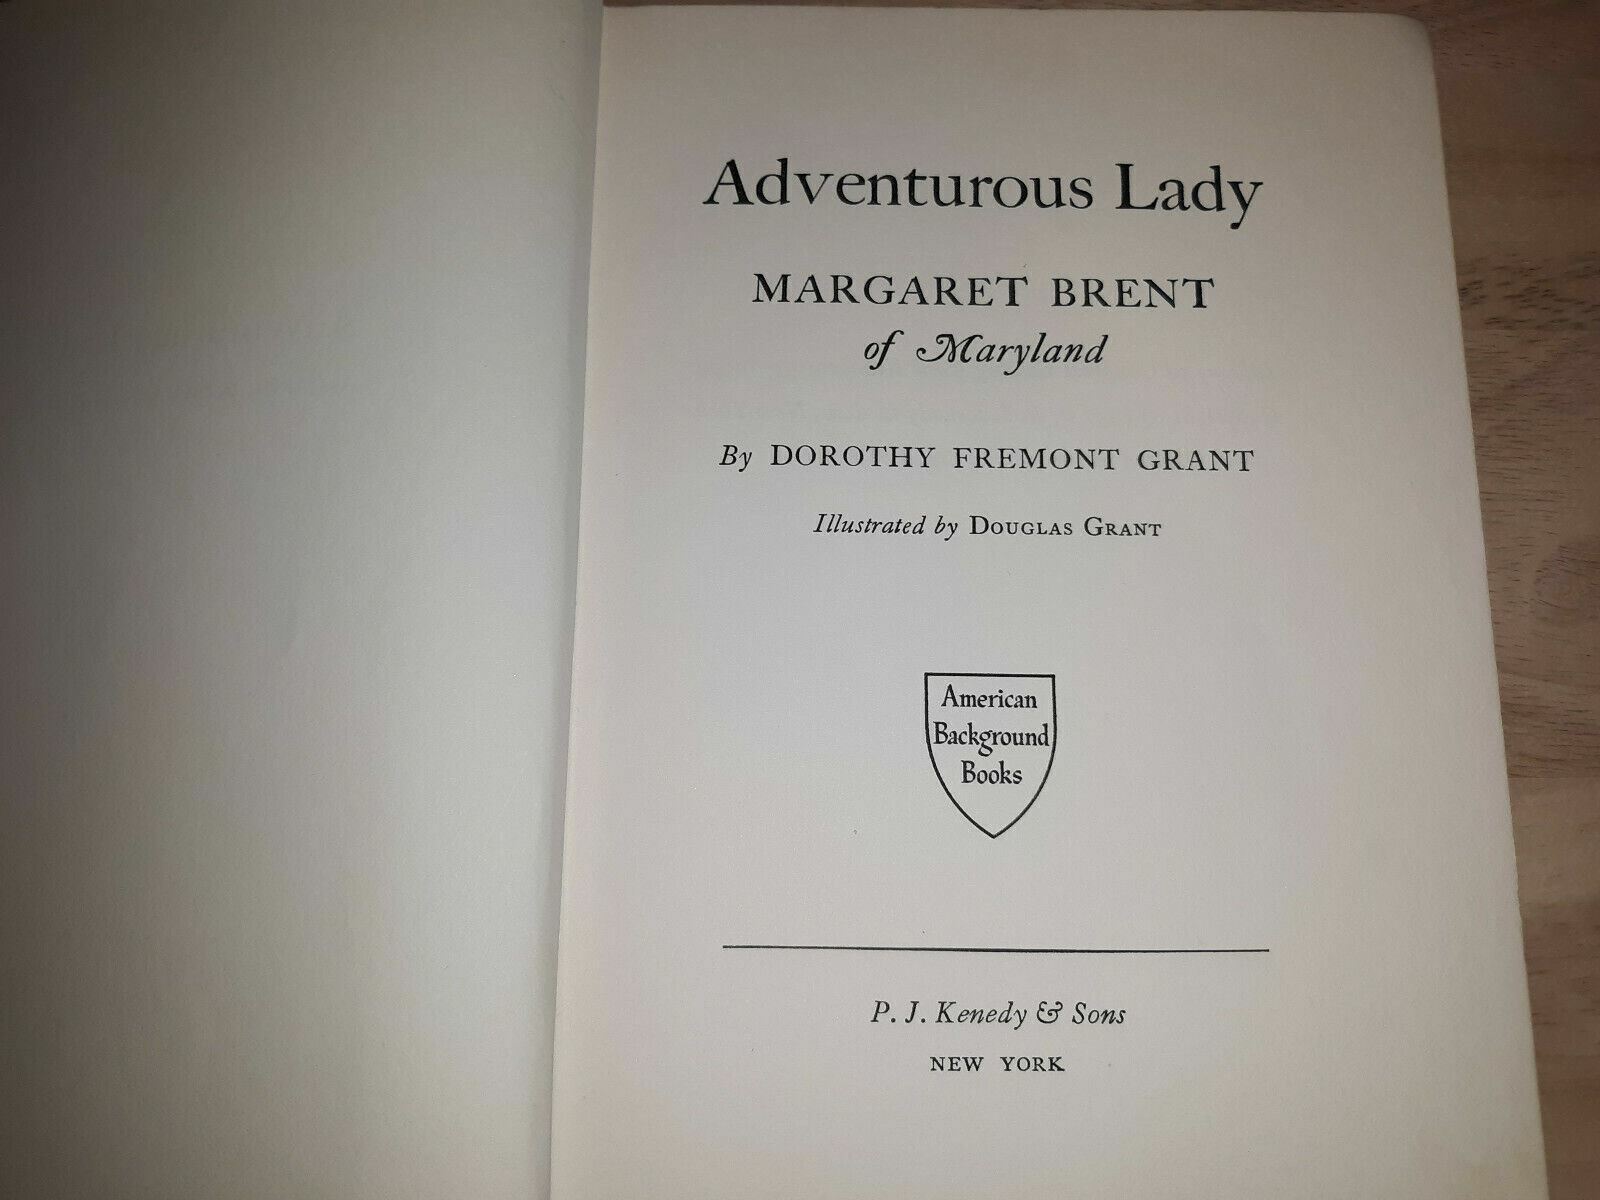 Adventurous Lady
MARGARET BRENT
of Maryland
By DOROTHY FREMONT GRANT
Illustrated by DOUGLAS GRANT
American
Background
Books
P. J. Kenedy & Sons
NEW YORK